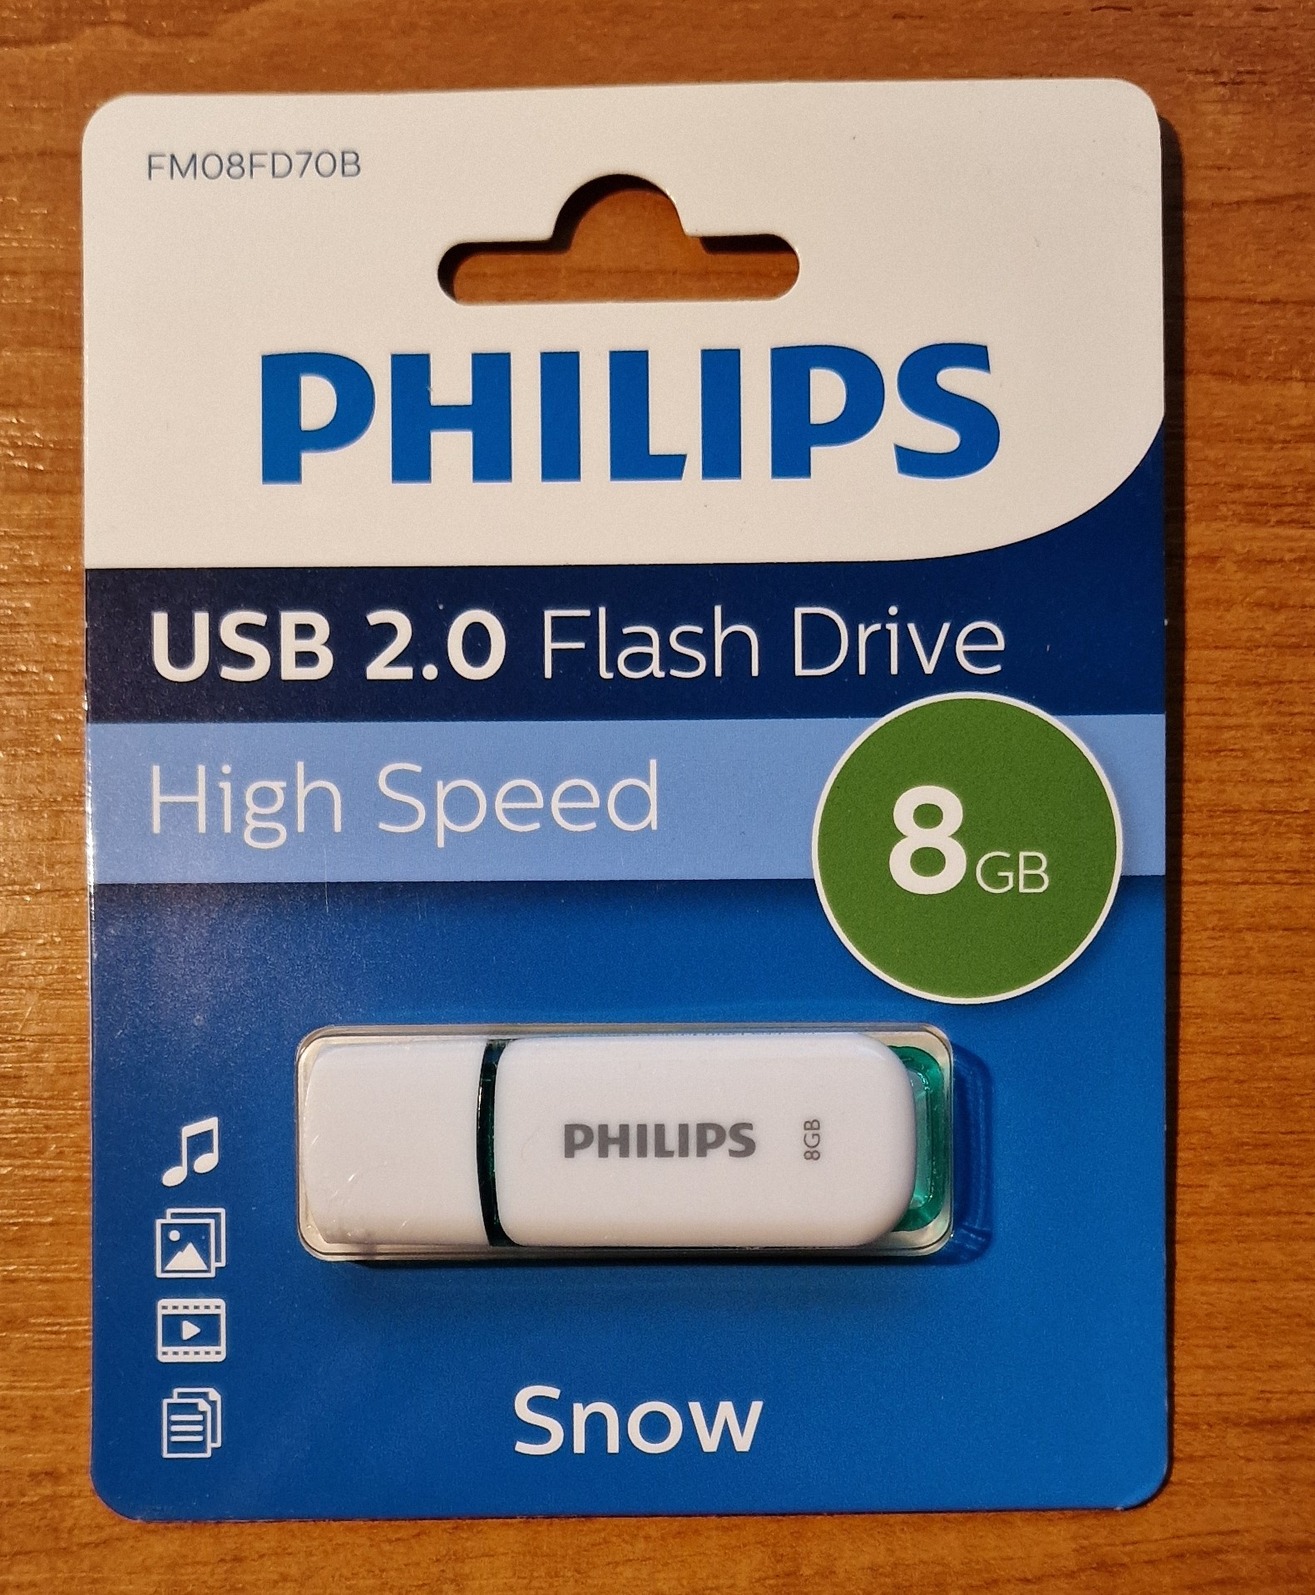 FM08FD70B
PHILIPS
USB 2.0 Flash Drive
High Speed
8GB
PHILIPS
8GB
Snow